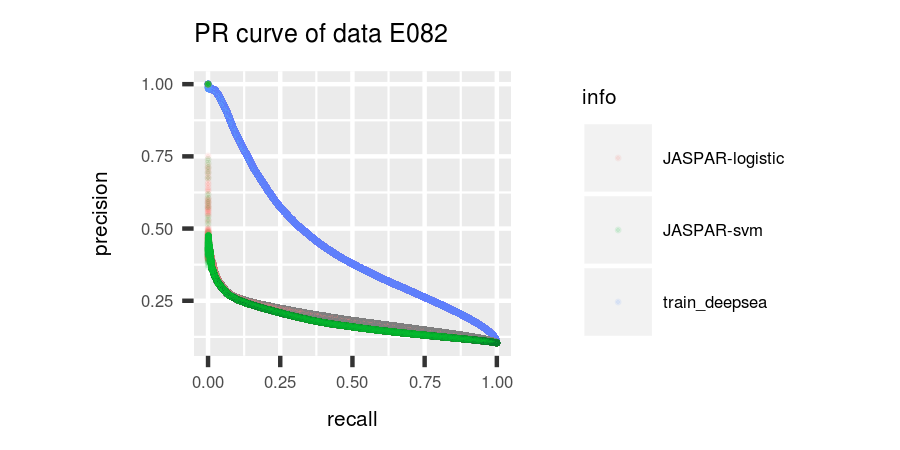 PR curve of data E082
1.00
0.75
0.50
0.25
precision
0.00 0.25 0.50 0.75 1.00
recall
info
JASPAR-logistic
JASPAR-svm
train_deepsea